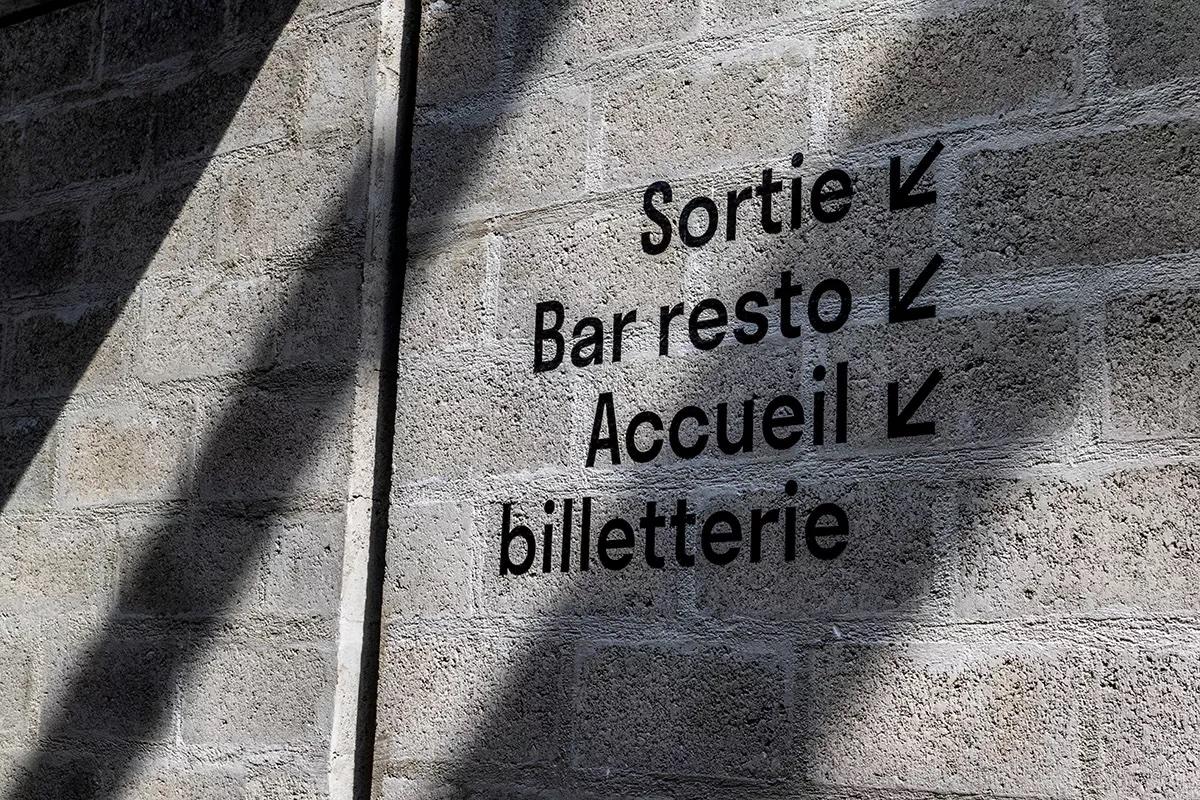 Sortie ↙
Bar resto ↙
Accueil ↙
billetterie